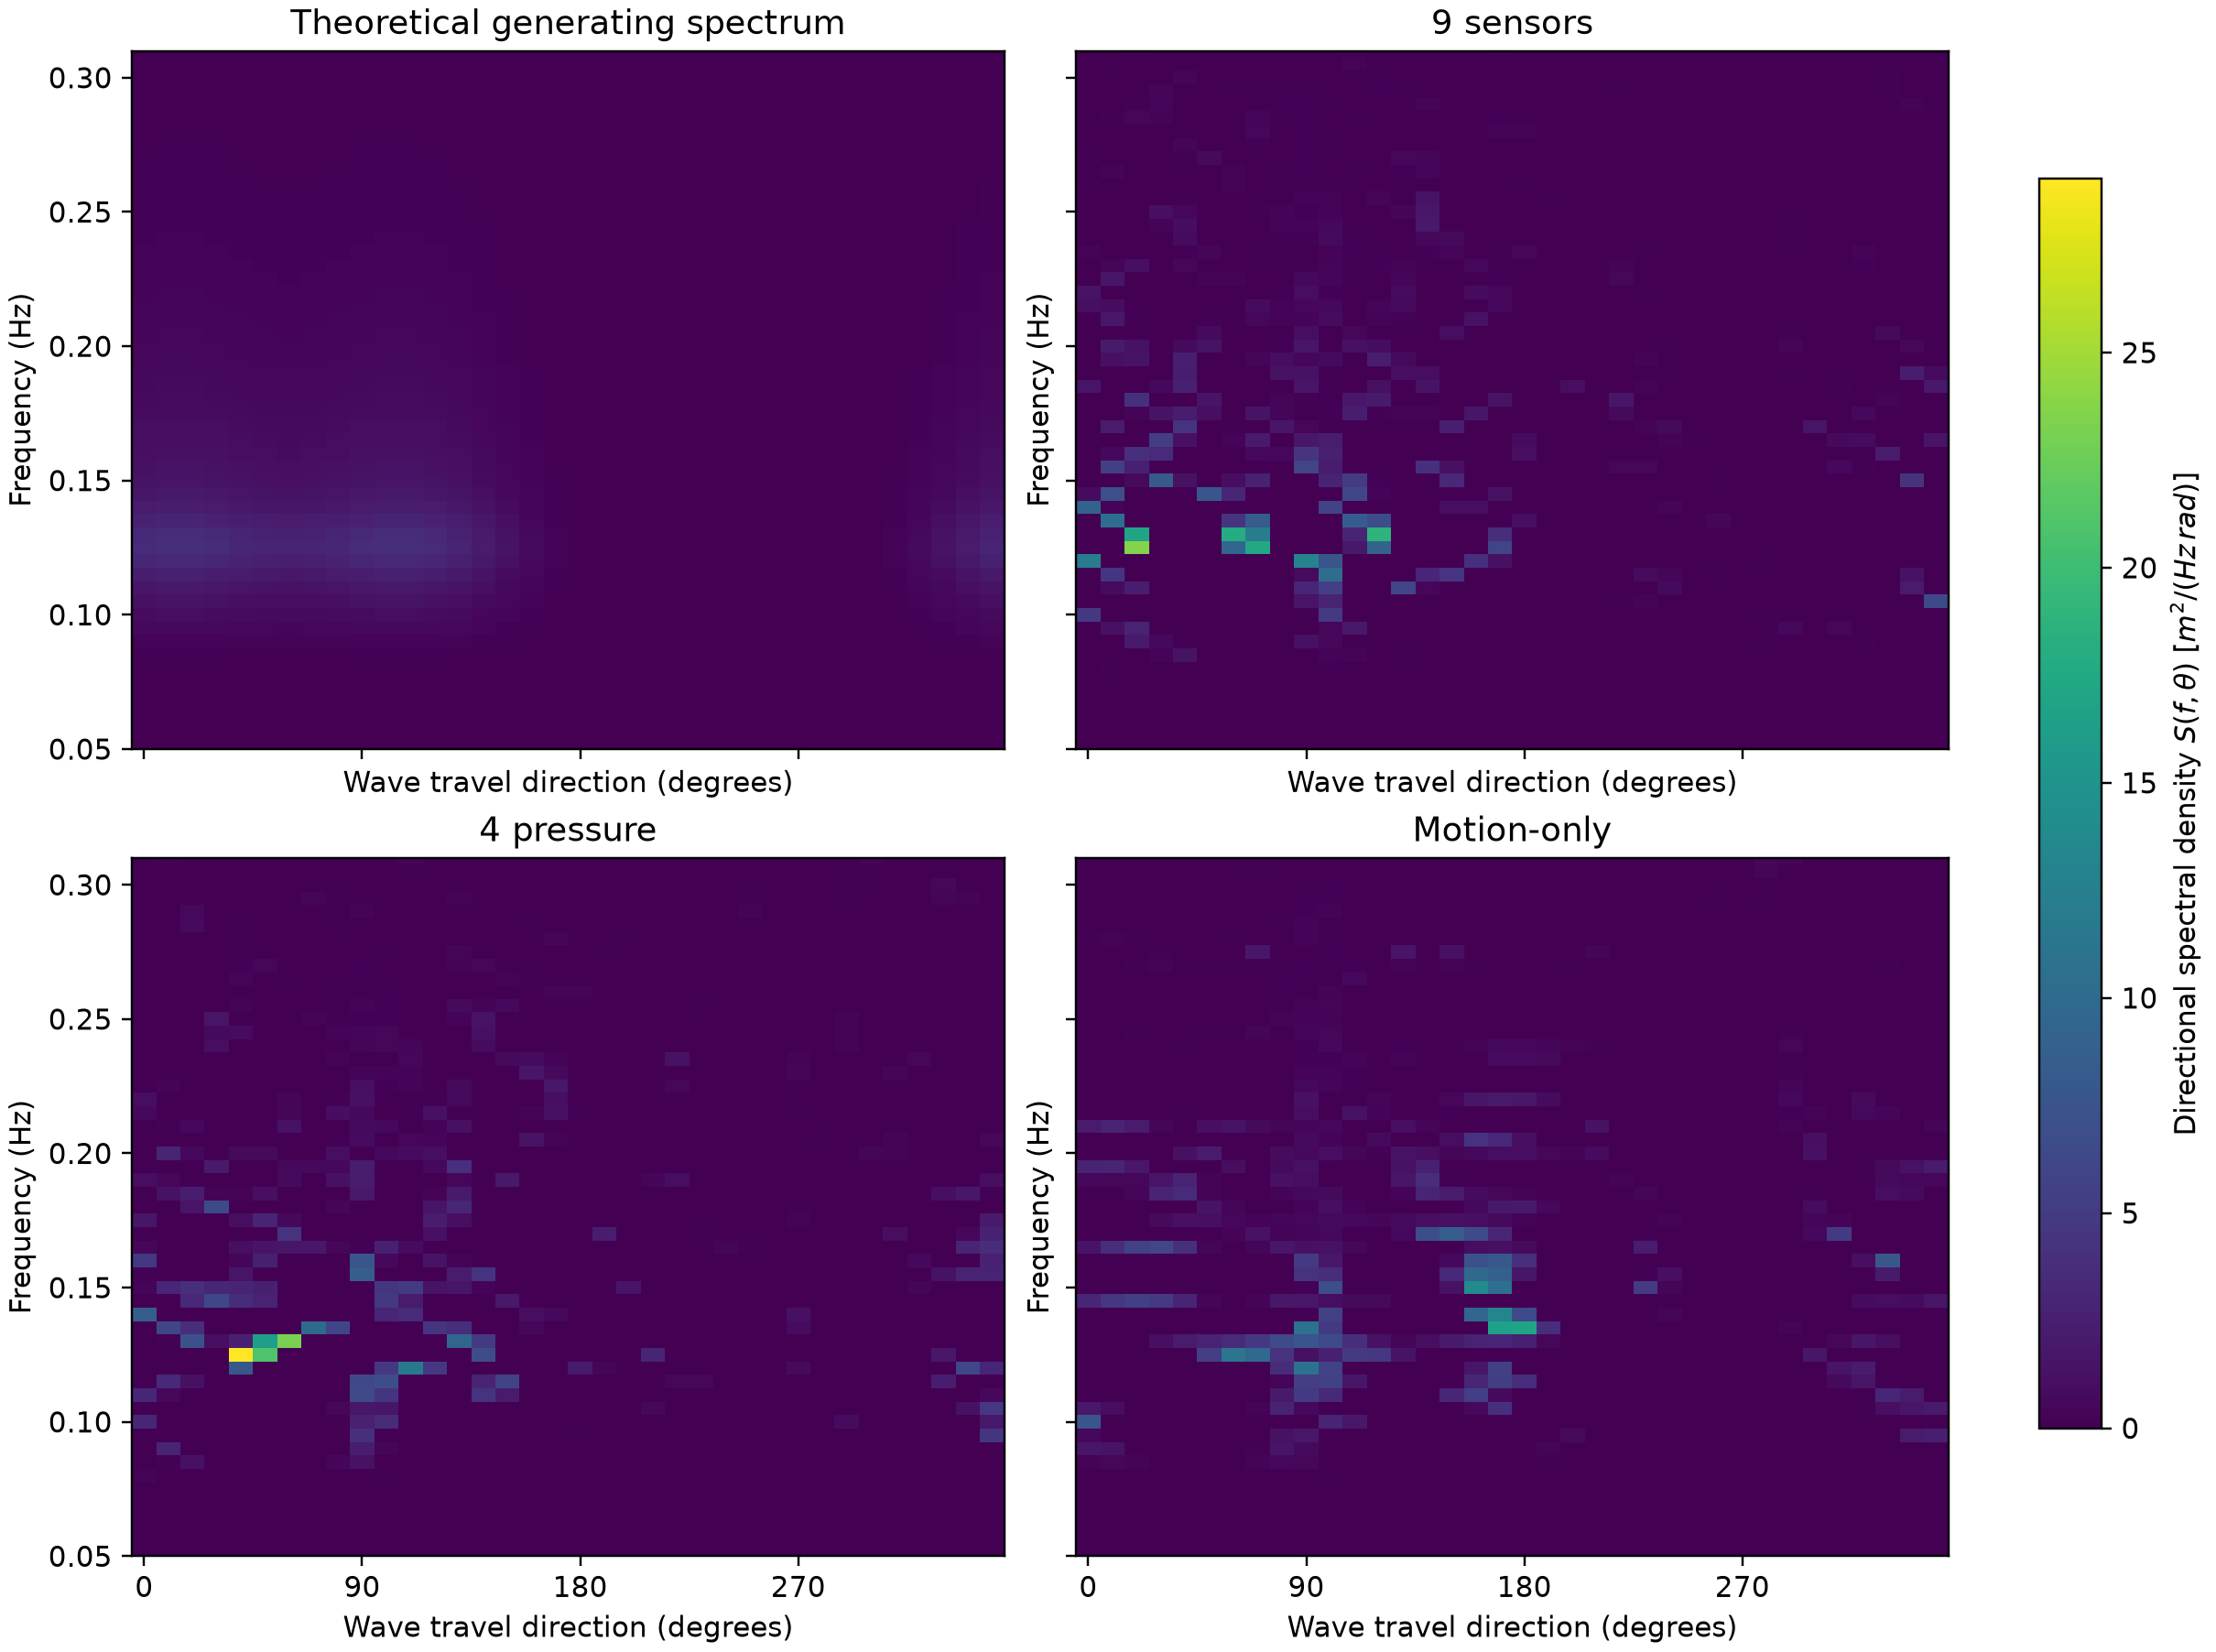 Theoretical generating spectrum
0.30
0.25
0.20
0.15
0.10
0.05
Frequency (Hz)
Wave travel direction (degrees)
9 sensors
Frequency (Hz)
Wave travel direction (degrees)
4 pressure
0.30
0.25
0.20
0.15
0.10
0.05
Frequency (Hz)
0 90 180 270
Wave travel direction (degrees)
Motion-only
Frequency (Hz)
0 90 180 270
Wave travel direction (degrees)
25
20
15
10
5
0
Directional spectral density S(f, θ) [m²/(Hz rad)]